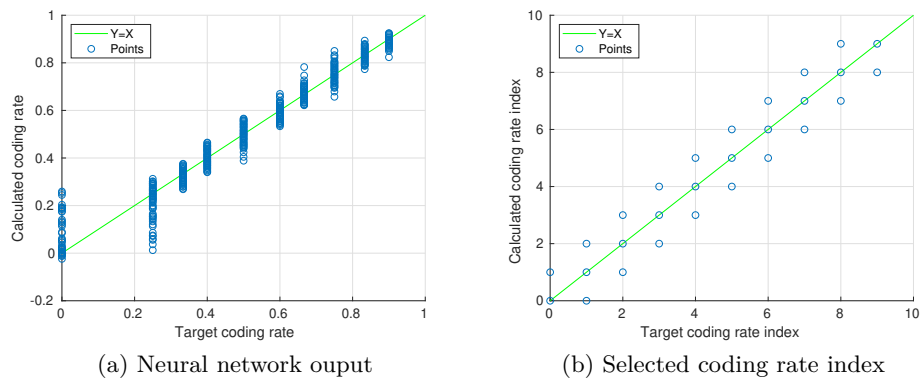 1
0.8
0.6
0.4
0.2
0
-0.2
Calculated coding rate
Y=X
Points
0 0.2 0.4 0.6 0.8 1
Target coding rate
(a) Neural network ouput
10
8
6
4
2
0
Calculated coding rate index
Y=X
Points
0 2 4 6 8 10
Target coding rate index
(b) Selected coding rate index